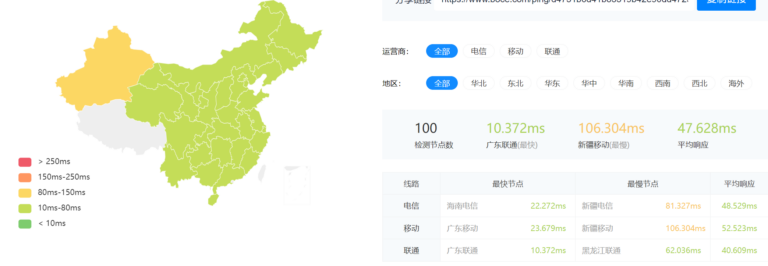 分享链接
复制链接
运营商: 全部 电信 移动 联通
地区: 全部 华北 东北 华东 华中 华南 西南 西北 海外
100 10.372ms 106.304ms 47.628ms
检测节点数 广东联通(最快) 新疆移动(最慢) 平均响应
> 250ms
150ms-250ms
80ms-150ms
10ms-80ms
< 10ms
线路 最快节点 最慢节点 平均响应
电信 海南电信 22.272ms 新疆电信 81.327ms 48.529ms
移动 广东移动 23.679ms 新疆移动 106.304ms 52.523ms
联通 广东联通 10.372ms 黑龙江联通 62.036ms 40.609ms